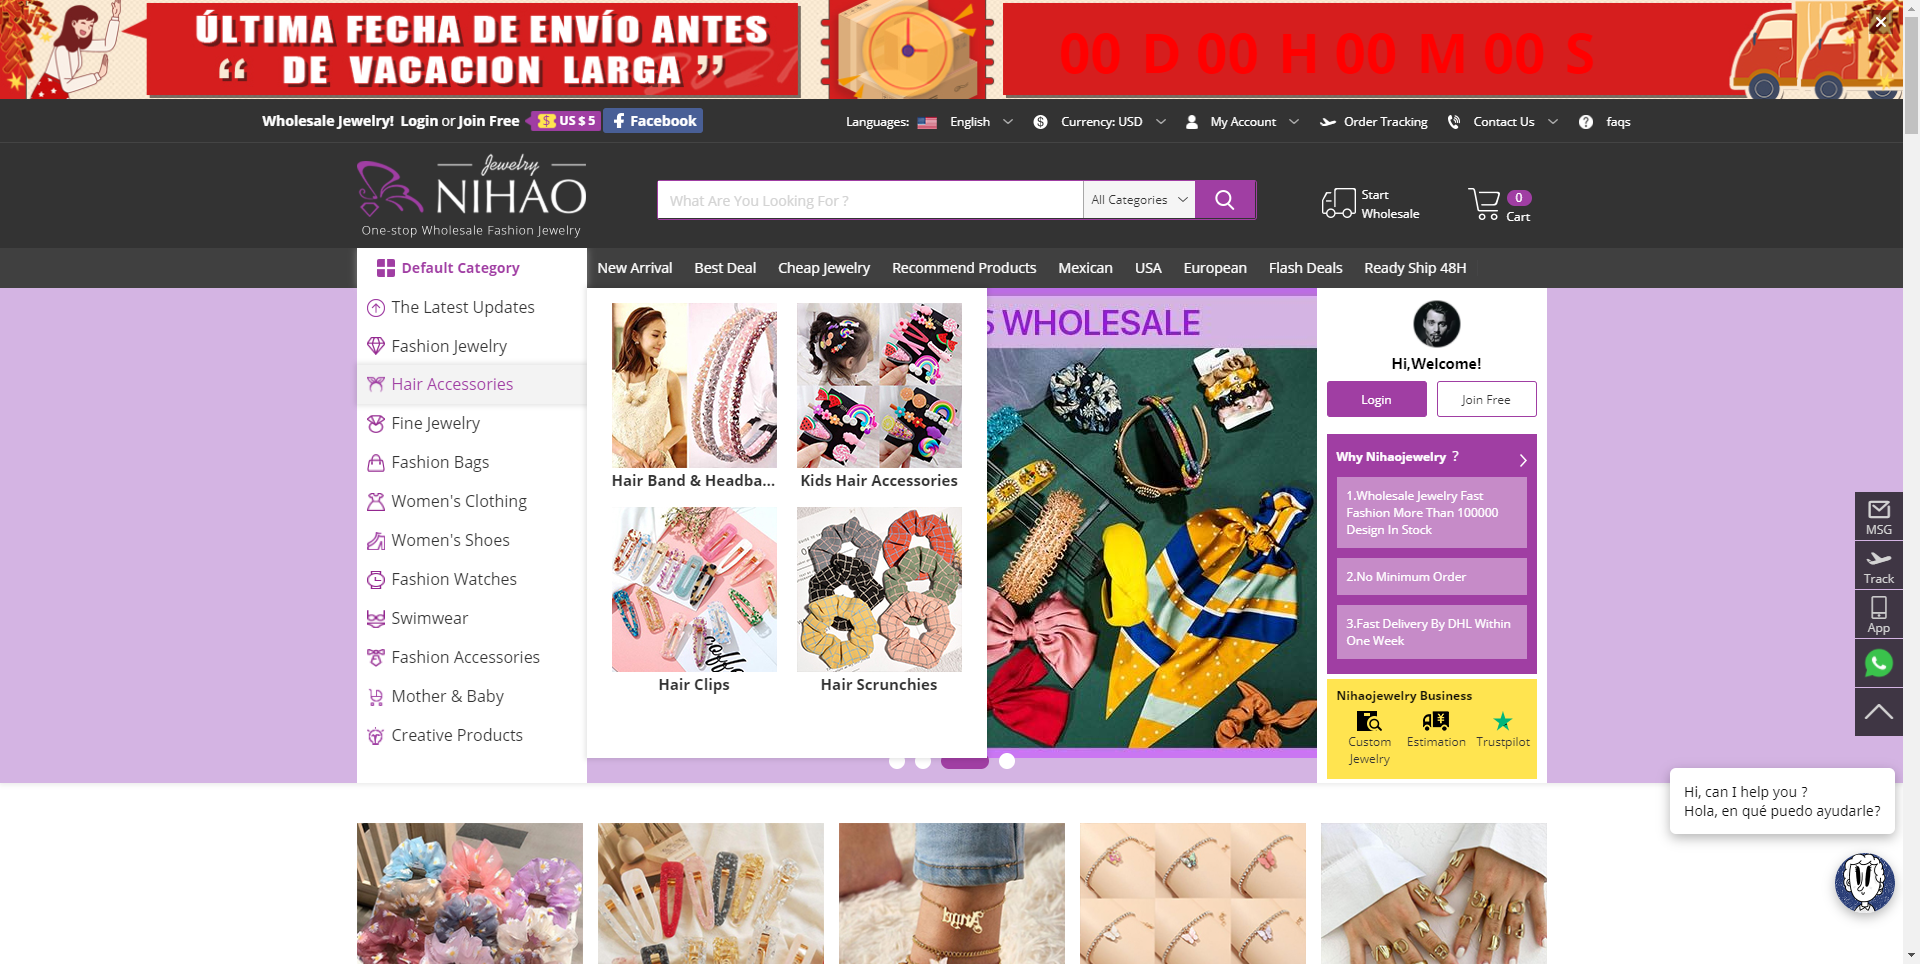 ÚLTIMA FECHA DE ENVÍO ANTES
“ DE VACACION LARGA ”
2021
00 D 00 H 00 M 00 S
Wholesale Jewelry! Login or Join Free
US $ 5
Facebook
Languages: English
Currency: USD
My Account
Order Tracking
Contact Us
faqs
Jewelry
NIHAO
One-stop Wholesale Fashion Jewelry
What Are You Looking For ?
All Categories
Start
Wholesale
0
Cart
Default Category
New Arrival
Best Deal
Cheap Jewelry
Recommend Products
Mexican
USA
European
Flash Deals
Ready Ship 48H
The Latest Updates
Fashion Jewelry
Hair Accessories
Fine Jewelry
Fashion Bags
Women's Clothing
Women's Shoes
Fashion Watches
Swimwear
Fashion Accessories
Mother & Baby
Creative Products
Hair Band & Headba...
Kids Hair Accessories
Hair Clips
Hair Scrunchies
S WHOLESALE
Hi,Welcome!
Login
Join Free
Why Nihaojewelry ?
1.Wholesale Jewelry Fast
Fashion More Than 100000
Design In Stock
2.No Minimum Order
3.Fast Delivery By DHL Within
One Week
Nihaojewelry Business
Custom
Jewelry
Estimation
Trustpilot
MSG
Track
App
Hi, can I help you ?
Hola, en qué puedo ayudarle?